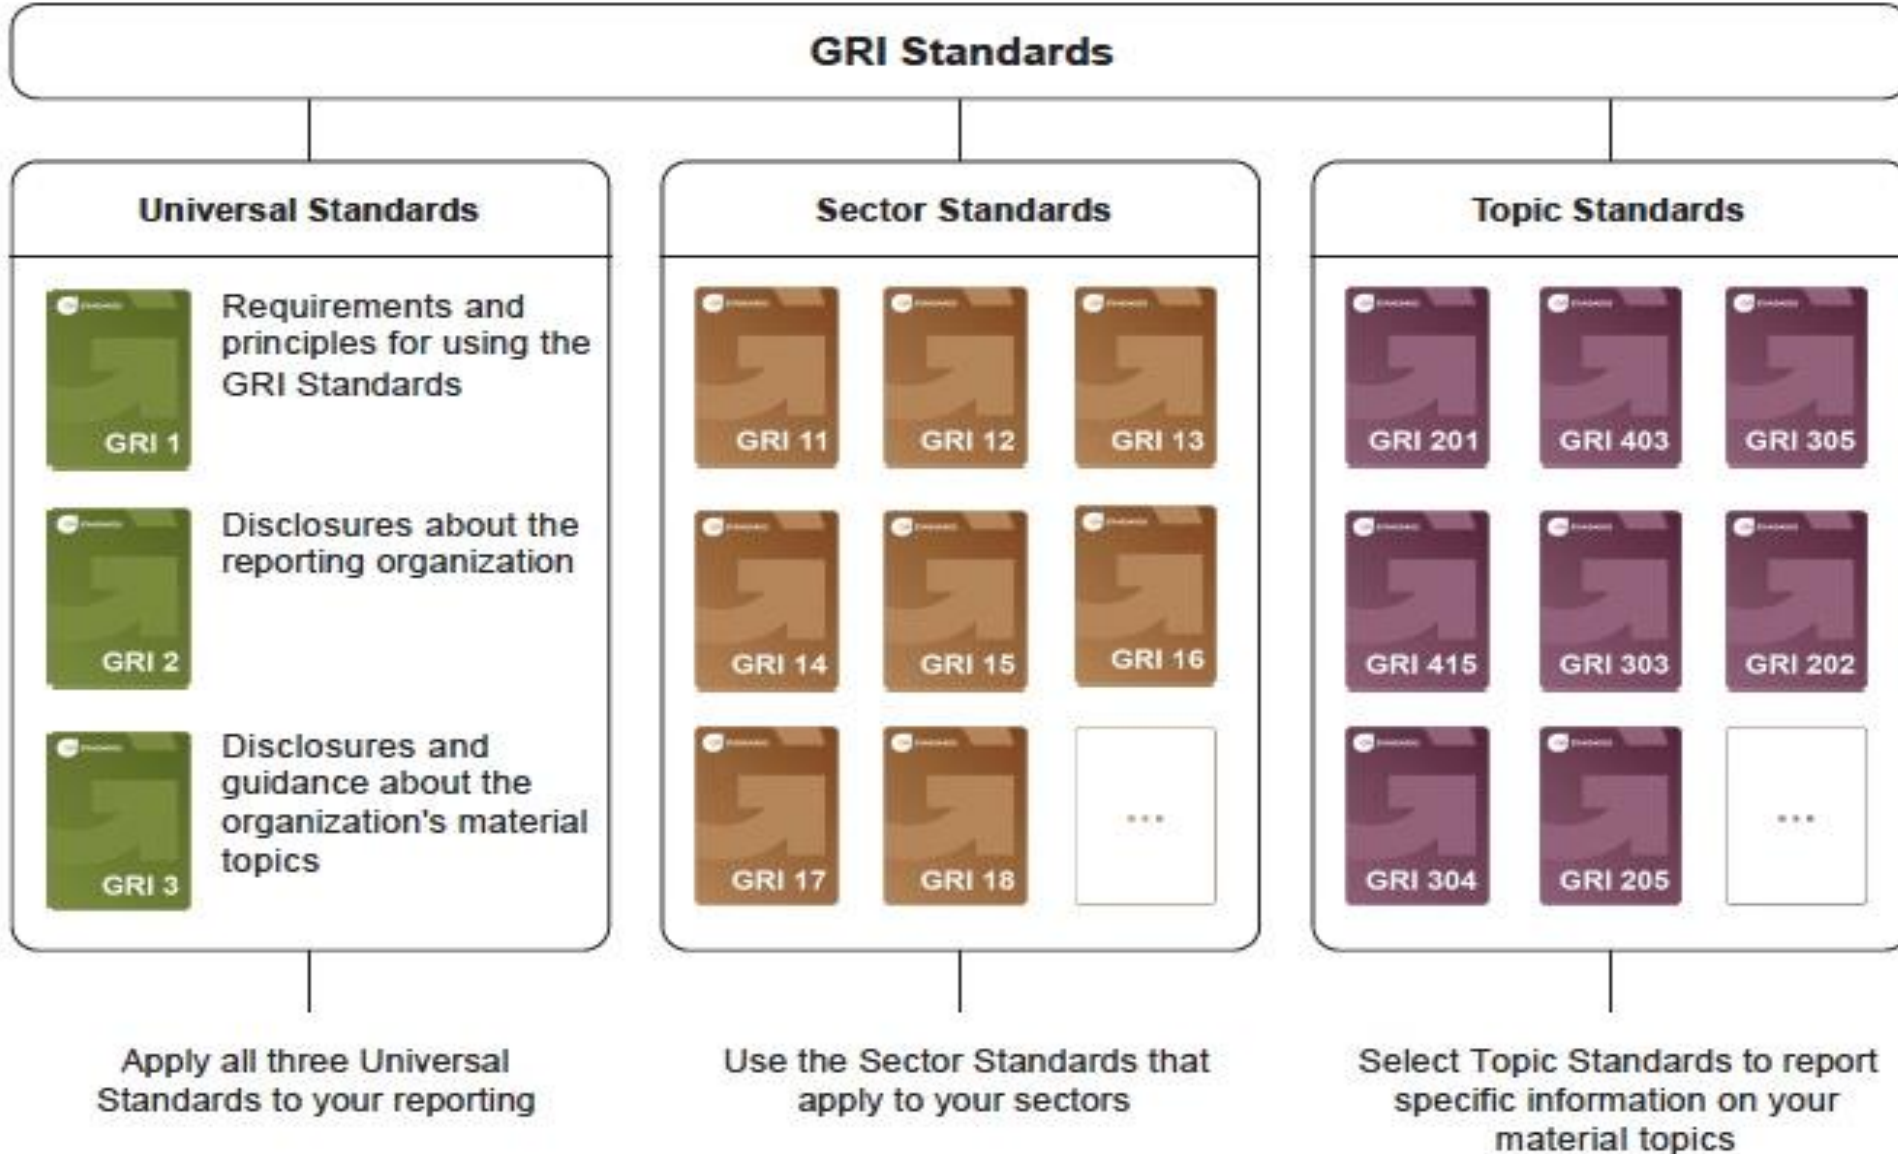 GRI Standards
Universal Standards
GRI 1
Requirements and
principles for using the
GRI Standards
GRI 2
Disclosures about the
reporting organization
GRI 3
Disclosures and
guidance about the
organization's material
topics
Apply all three Universal
Standards to your reporting
Sector Standards
GRI 11
GRI 12
GRI 13
GRI 14
GRI 15
GRI 16
GRI 17
GRI 18
...
Use the Sector Standards that
apply to your sectors
Topic Standards
GRI 201
GRI 403
GRI 305
GRI 415
GRI 303
GRI 202
GRI 304
GRI 205
...
Select Topic Standards to report
specific information on your
material topics